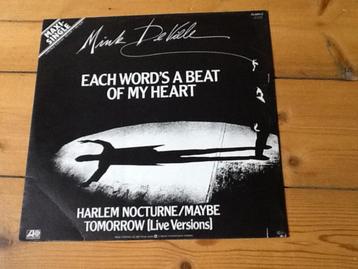 MAXI
SINGLE
Mink DeVille
EACH WORD'S A BEAT
OF MY HEART
HARLEM NOCTURNE/MAYBE
TOMORROW (Live Versions)